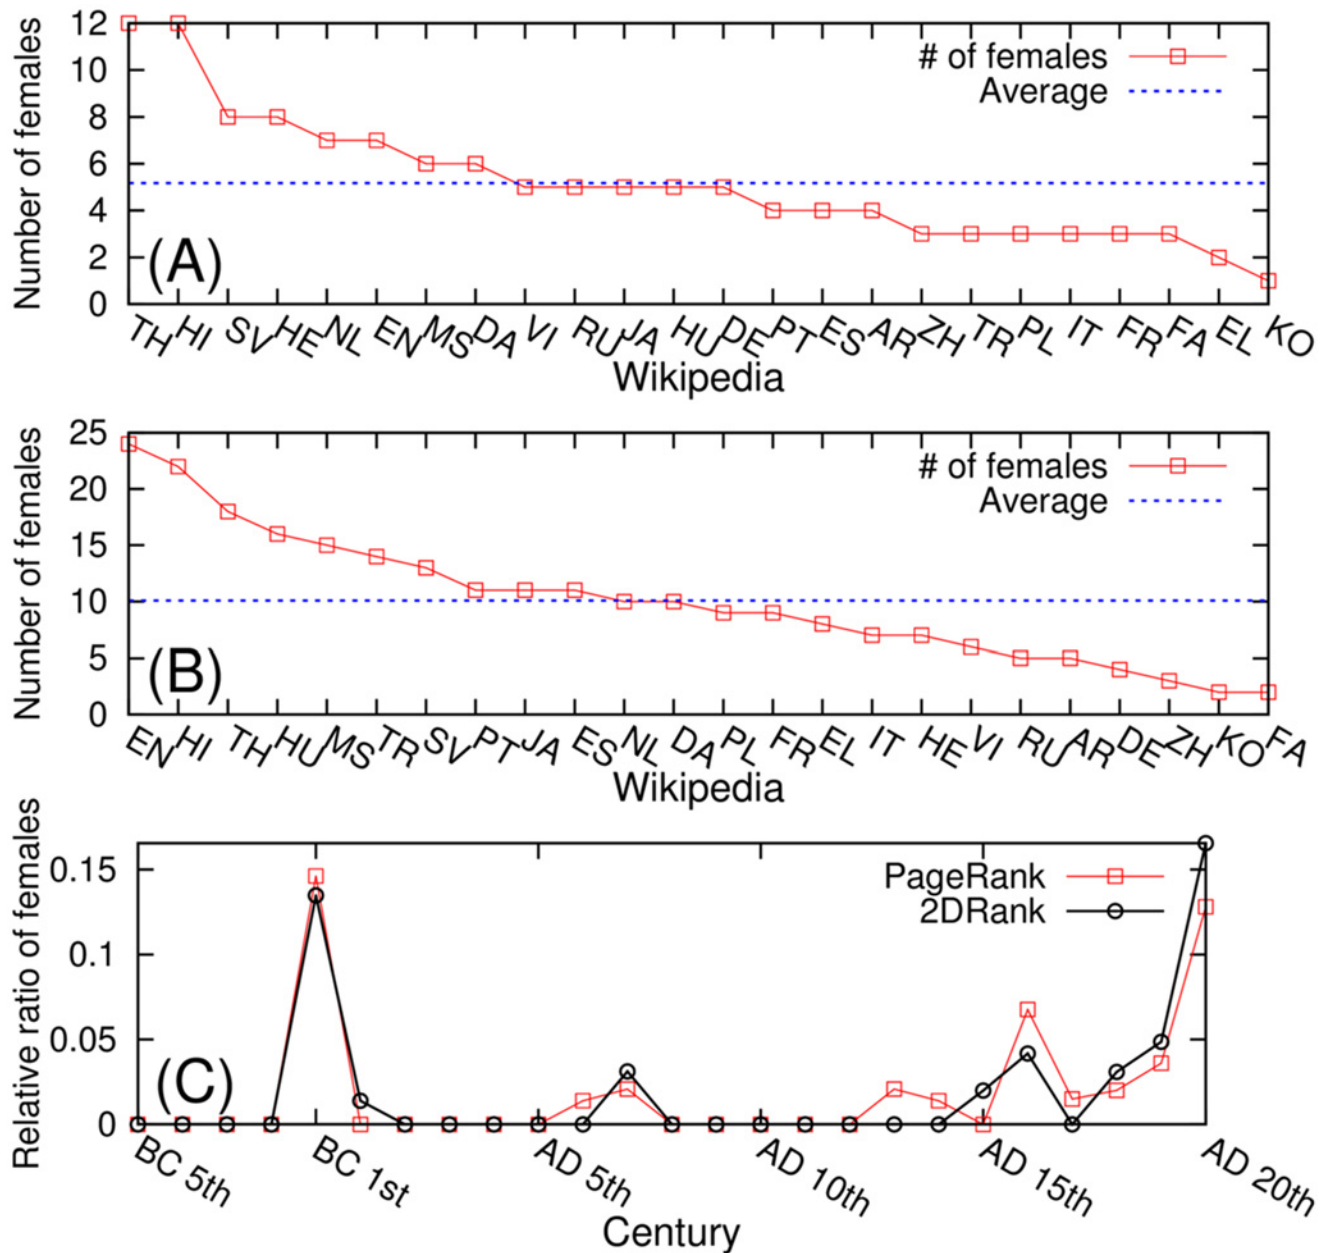 Number of females
12
10
8
6
4
2
0
# of females
Average
(A)
TH HI SV HE NL EN MS DA VI RU JA HU DE PT ES AR ZH TR PL IT FR FA EL KO
Wikipedia
Number of females
25
20
15
10
5
0
# of females
Average
(B)
EN HI TH HU MS TR SV PT JA ES NL DA PL FR EL IT HE VI RU AR DE ZH KO FA
Wikipedia
Relative ratio of females
0.15
0.1
0.05
0
PageRank
2DRank
(C)
BC 5th BC 1st AD 5th AD 10th AD 15th AD 20th
Century